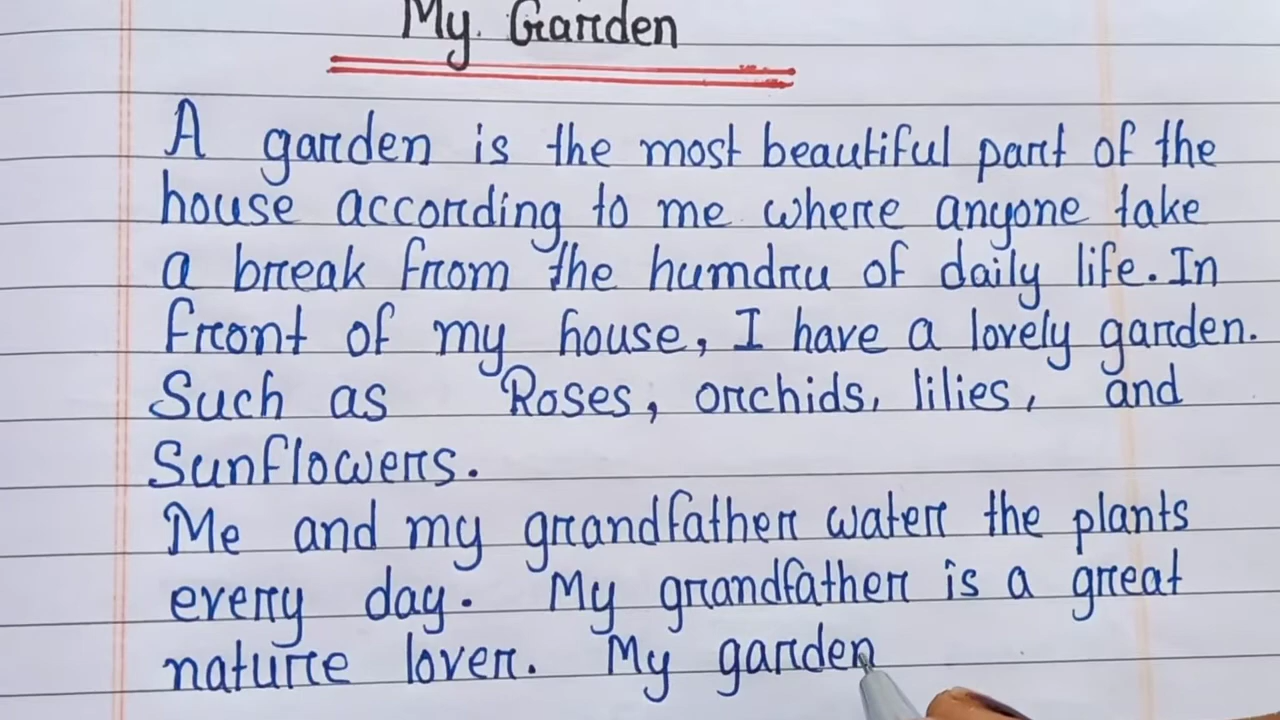 My Garden
A garden is the most beautiful part of the
house according to me where anyone take
a break from the humdru of daily life. In
front of my house, I have a lovely garden.
Such as Roses, orchids, lilies, and
Sunflowers.
Me and my grandfather water the plants
every day. My grandfather is a great
nature lover. My garden